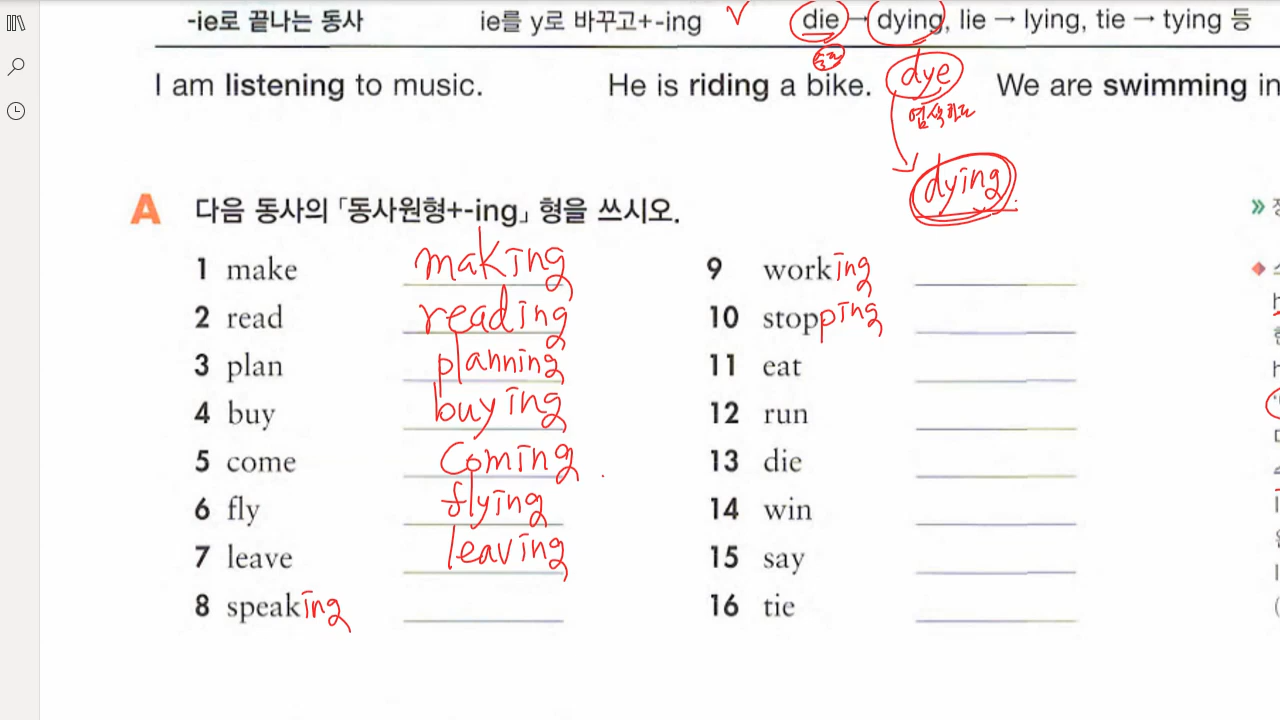 -ie로 끝나는 동사 ie를 y로 바꾸고+-ing die → dying, lie → lying, tie → tying 등
I am listening to music. He is riding a bike. We are swimming in
dye
염색하다
dying
A 다음 동사의 「동사원형+-ing」 형을 쓰시오.
1 make making
2 read reading
3 plan planning
4 buy buying
5 come coming
6 fly flying
7 leave leaving
8 speaking
9 working
10 stopping
11 eat
12 run
13 die
14 win
15 say
16 tie